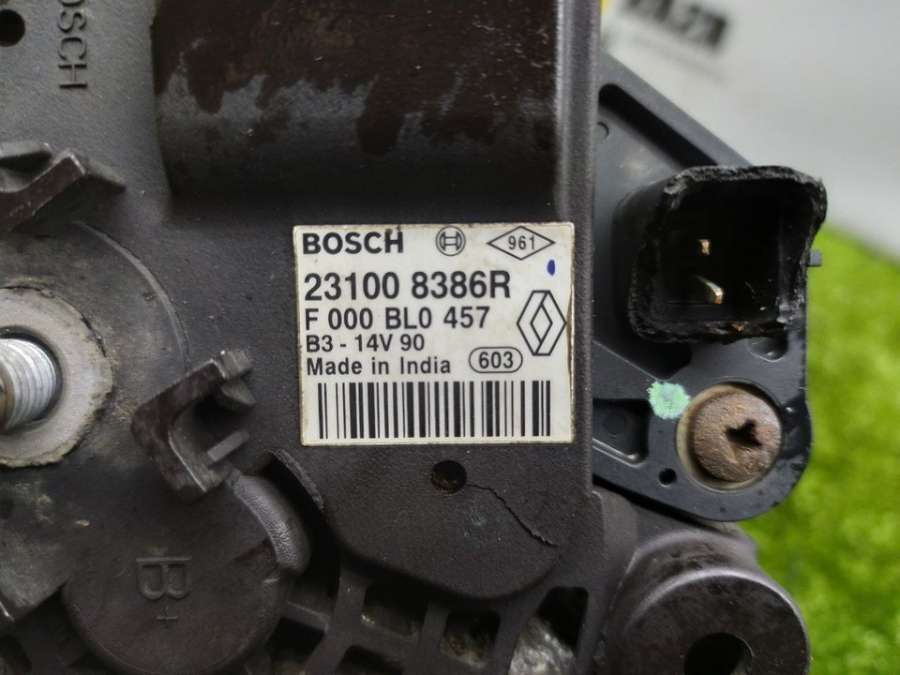 BOSCH
BOSCH 961
23100 8386R
F 000 BL0 457
B3 - 14V 90
Made in India 603
B+